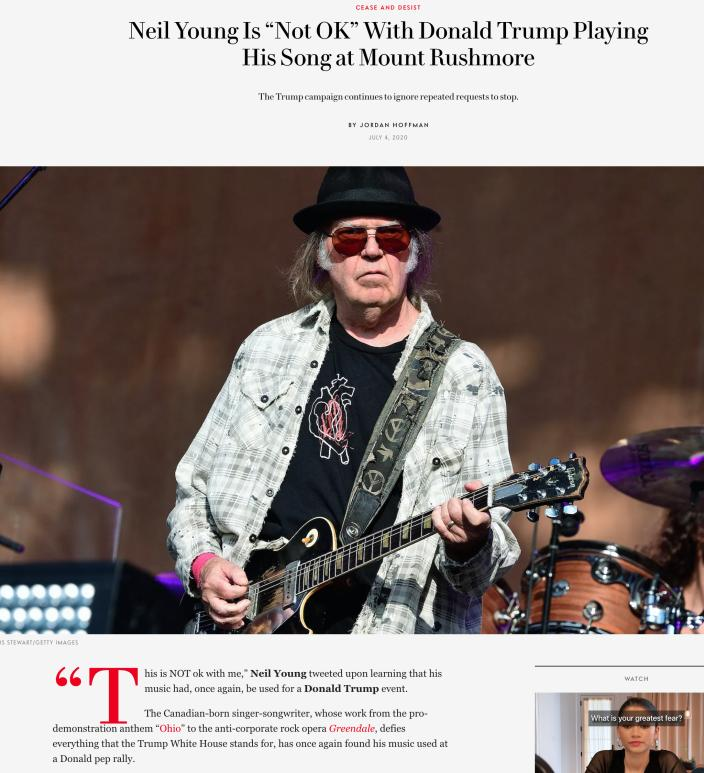 CEASE AND DESIST
Neil Young Is “Not OK” With Donald Trump Playing
His Song at Mount Rushmore
The Trump campaign continues to ignore repeated requests to stop.
BY JORDAN HOFFMAN
JULY 4, 2020
STEWART/GETTY IMAGES
“This is NOT ok with me,” Neil Young tweeted upon learning that his
music had, once again, be used for a Donald Trump event.
The Canadian-born singer-songwriter, whose work from the pro-
demonstration anthem “Ohio” to the anti-corporate rock opera Greendale, defies
everything that the Trump White House stands for, has once again found his music used at
a Donald pep rally.
WATCH
What is your greatest fear?